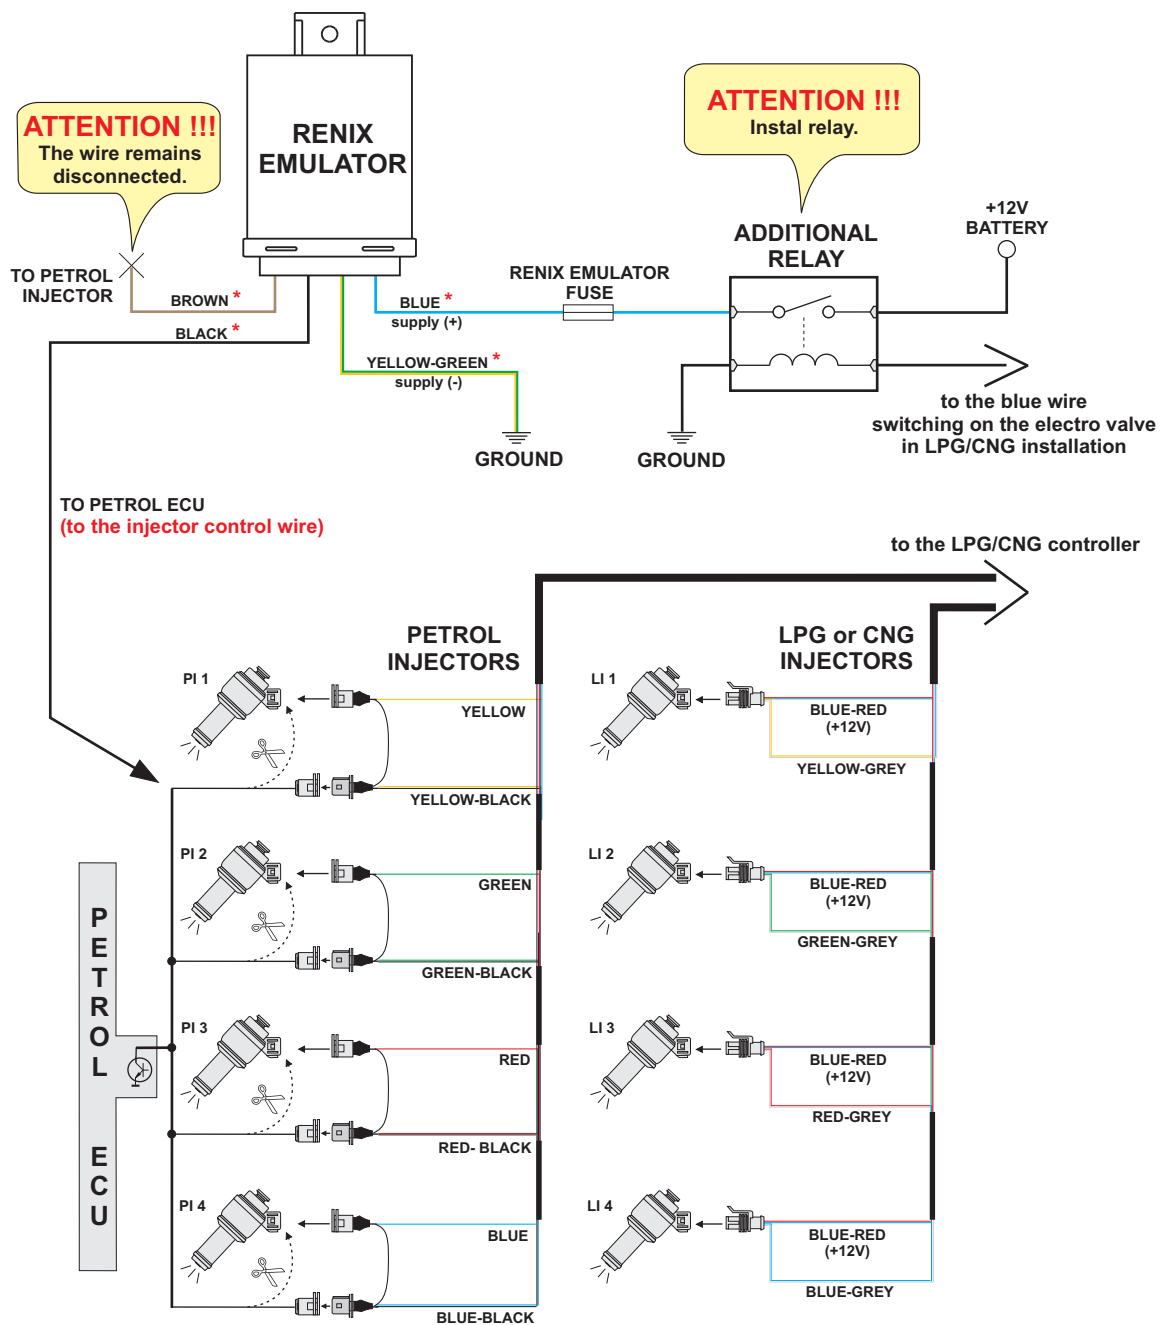 ATTENTION !!!
The wire remains
disconnected.
RENIX
EMULATOR
ATTENTION !!!
Instal relay.
+12V
BATTERY
ADDITIONAL
RELAY
TO PETROL
INJECTOR
BROWN *
BLACK *
BLUE *
supply (+)
RENIX EMULATOR
FUSE
YELLOW-GREEN *
supply (-)
GROUND
GROUND
to the blue wire
switching on the electro valve
in LPG/CNG installation
TO PETROL ECU
(to the injector control wire)
to the LPG/CNG controller
PETROL
INJECTORS
LPG or CNG
INJECTORS
PI 1
YELLOW
YELLOW-BLACK
LI 1
BLUE-RED
(+12V)
YELLOW-GREY
PI 2
GREEN
GREEN-BLACK
LI 2
BLUE-RED
(+12V)
GREEN-GREY
PETROL ECU
PI 3
RED
RED- BLACK
LI 3
BLUE-RED
(+12V)
RED-GREY
PI 4
BLUE
BLUE-BLACK
LI 4
BLUE-RED
(+12V)
BLUE-GREY